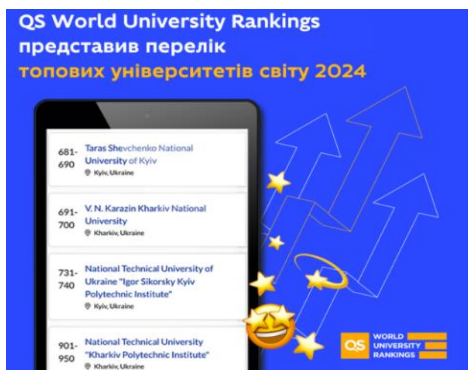 QS World University Rankings
представив перелік
топових університетів світу 2024
681-
690
Taras Shevchenko National
University of Kyiv
Kyiv, Ukraine
691-
700
V. N. Karazin Kharkiv National
University
Kharkiv, Ukraine
731-
740
National Technical University of
Ukraine "Igor Sikorsky Kyiv
Polytechnic Institute"
Kyiv, Ukraine
901-
950
National Technical University
"Kharkiv Polytechnic Institute"
Kharkiv, Ukraine
QS
WORLD
UNIVERSITY
RANKINGS